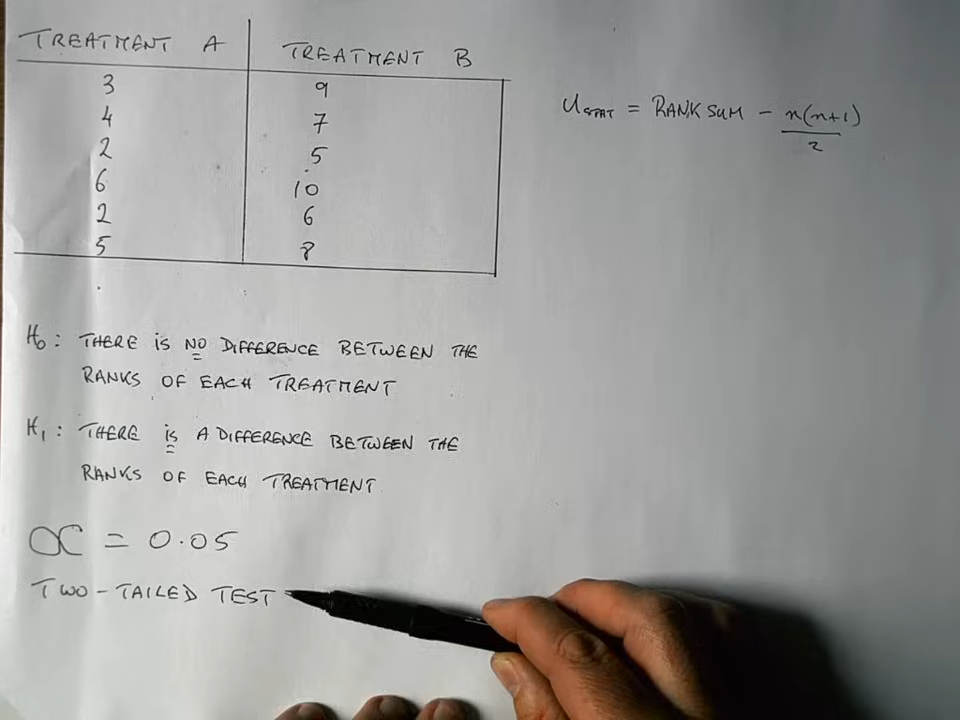 TREATMENT A TREATMENT B
3 9
4 7
2 5
6 10
2 6
5 8
U STAT = RANK SUM - n(n+1)
2
H0: THERE IS NO DIFFERENCE BETWEEN THE
RANKS OF EACH TREATMENT
H1: THERE IS A DIFFERENCE BETWEEN THE
RANKS OF EACH TREATMENT
α = 0.05
TWO-TAILED TEST